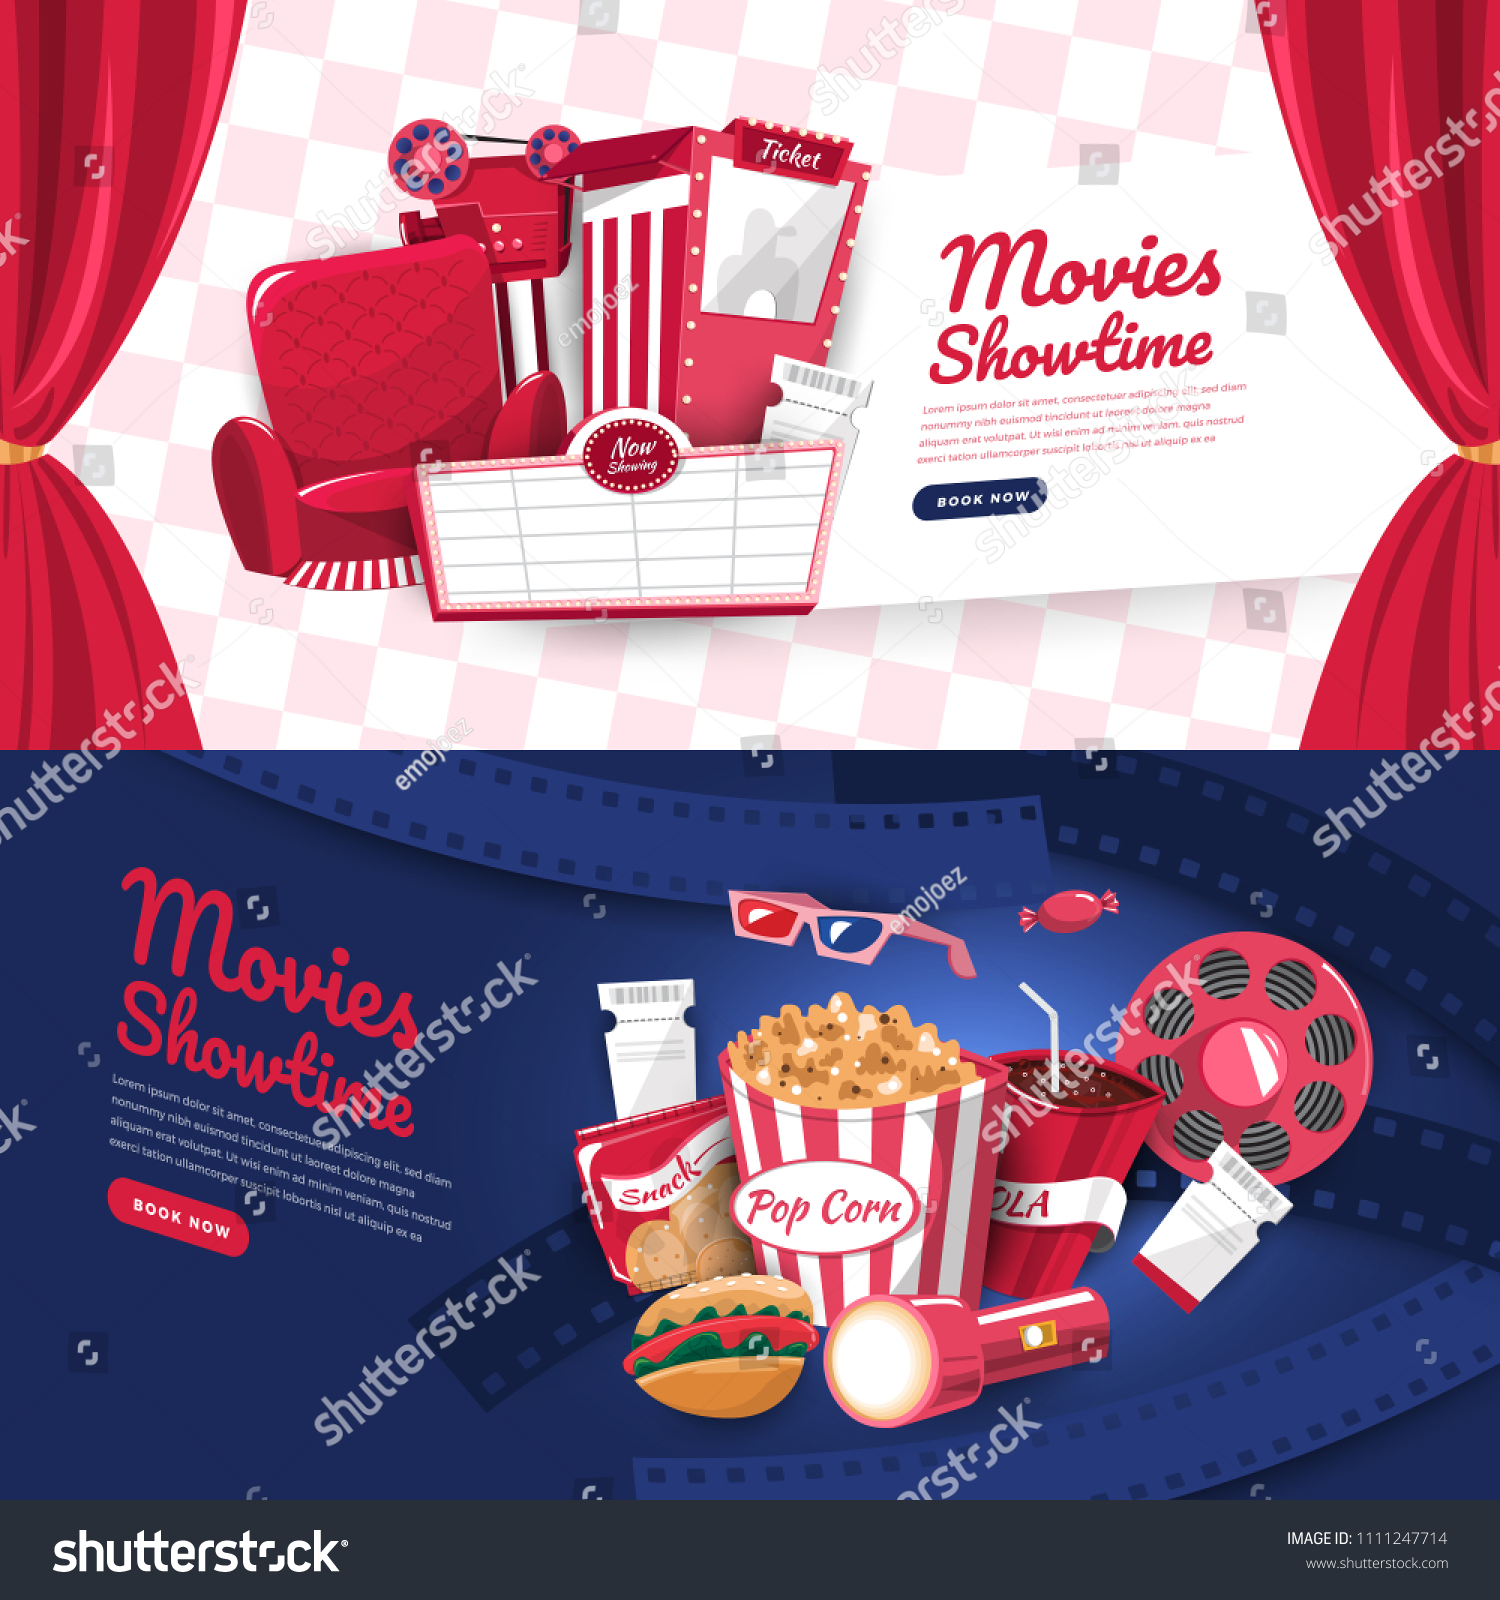 Ticket
Movies
Showtime
Lorem ipsum dolor sit amet, consectetuer adipiscing elit, sed diam
nonummy nibh euismod tincidunt ut laoreet dolore magna
aliquam erat volutpat. Ut wisi enim ad minim veniam, quis nostrud
exerci tation ullamcorper suscipit lobortis nisl ut aliquip ex ea
BOOK NOW
Now
Showing
Movies
Showtime
Lorem ipsum dolor sit amet, consectetuer adipiscing elit, sed diam
nonummy nibh euismod tincidunt ut laoreet dolore magna
aliquam erat volutpat. Ut wisi enim ad minim veniam, quis nostrud
exerci tation ullamcorper suscipit lobortis nisl ut aliquip ex ea
BOOK NOW
Snack
Pop Corn
OLA
shutterstock
emojoez
shutterstock
IMAGE ID: 1111247714
www.shutterstock.com